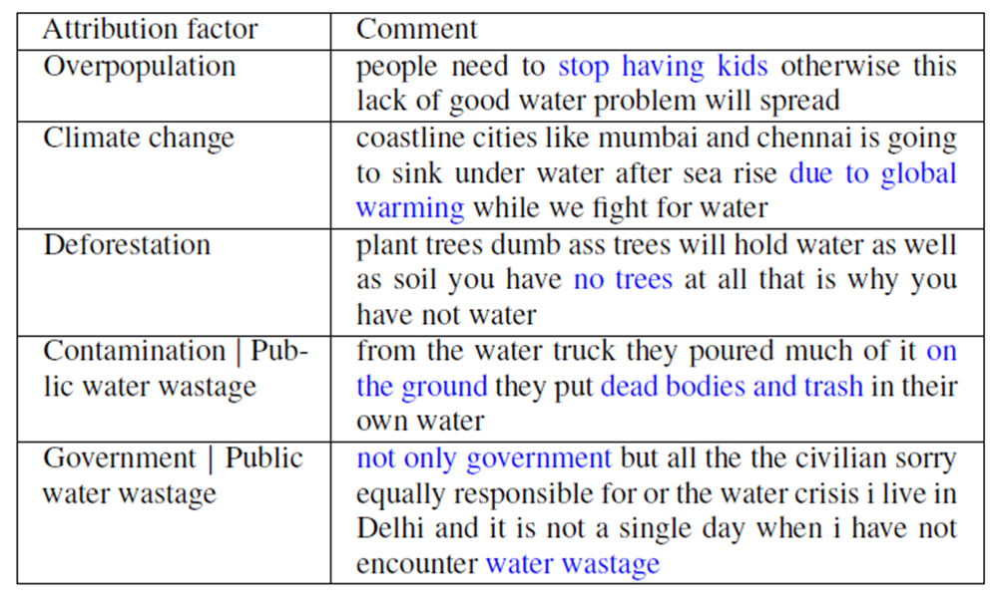 Attribution factor Comment
Overpopulation people need to stop having kids otherwise this
lack of good water problem will spread
Climate change coastline cities like mumbai and chennai is going
to sink under water after sea rise due to global
warming while we fight for water
Deforestation plant trees dumb ass trees will hold water as well
as soil you have no trees at all that is why you
have not water
Contamination | Pub- from the water truck they poured much of it on
lic water wastage the ground they put dead bodies and trash in their
own water
Government | Public not only government but all the the civilian sorry
water wastage equally responsible for or the water crisis i live in
Delhi and it is not a single day when i have not
encounter water wastage